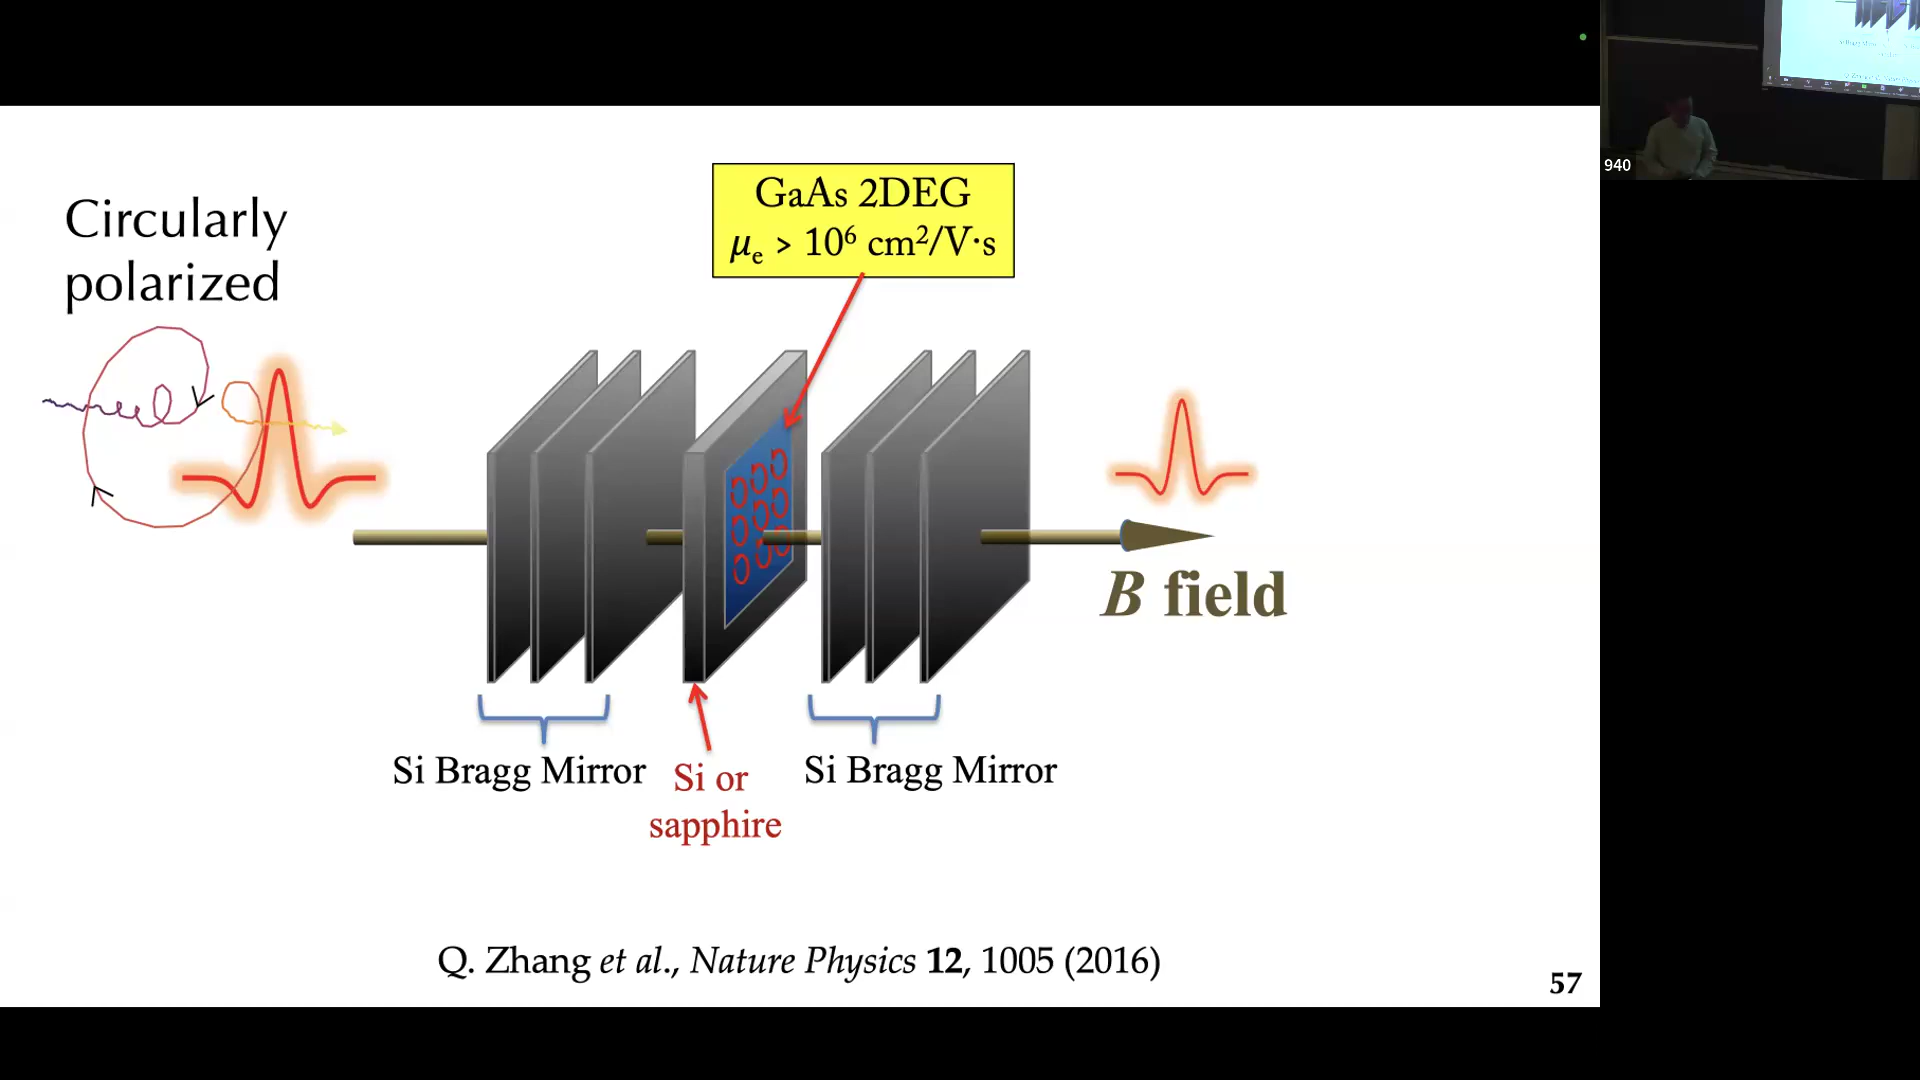 Circularly
polarized
GaAs 2DEG
μe > 10⁶ cm²/V·s
B field
Si Bragg Mirror
Si or
sapphire
Si Bragg Mirror
Q. Zhang et al., Nature Physics 12, 1005 (2016)
57
940